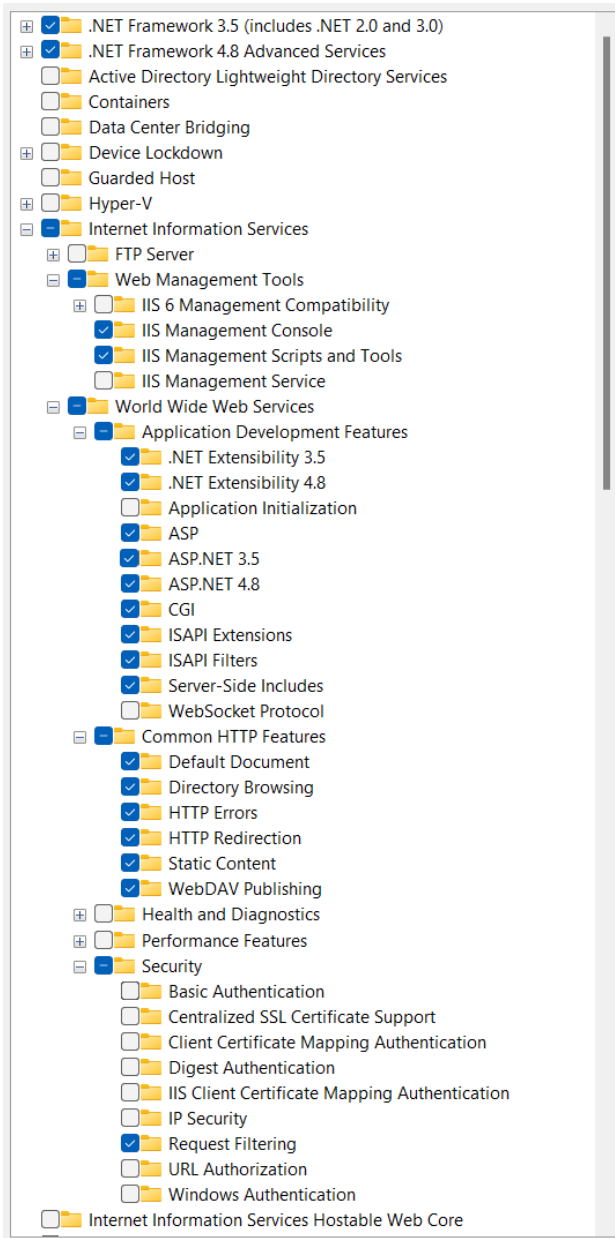 .NET Framework 3.5 (includes .NET 2.0 and 3.0)
.NET Framework 4.8 Advanced Services
Active Directory Lightweight Directory Services
Containers
Data Center Bridging
Device Lockdown
Guarded Host
Hyper-V
Internet Information Services
FTP Server
Web Management Tools
IIS 6 Management Compatibility
IIS Management Console
IIS Management Scripts and Tools
IIS Management Service
World Wide Web Services
Application Development Features
.NET Extensibility 3.5
.NET Extensibility 4.8
Application Initialization
ASP
ASP.NET 3.5
ASP.NET 4.8
CGI
ISAPI Extensions
ISAPI Filters
Server-Side Includes
WebSocket Protocol
Common HTTP Features
Default Document
Directory Browsing
HTTP Errors
HTTP Redirection
Static Content
WebDAV Publishing
Health and Diagnostics
Performance Features
Security
Basic Authentication
Centralized SSL Certificate Support
Client Certificate Mapping Authentication
Digest Authentication
IIS Client Certificate Mapping Authentication
IP Security
Request Filtering
URL Authorization
Windows Authentication
Internet Information Services Hostable Web Core